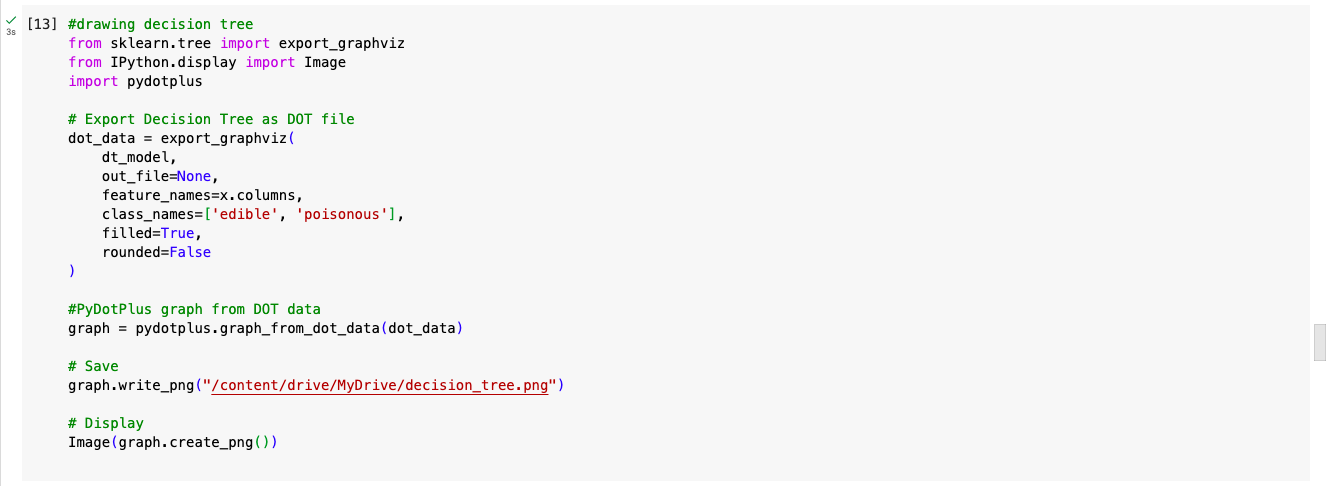 [13] #drawing decision tree
3s
from sklearn.tree import export_graphviz
from IPython.display import Image
import pydotplus
# Export Decision Tree as DOT file
dot_data = export_graphviz(
dt_model,
out_file=None,
feature_names=x.columns,
class_names=['edible', 'poisonous'],
filled=True,
rounded=False
)
#PyDotPlus graph from DOT data
graph = pydotplus.graph_from_dot_data(dot_data)
# Save
graph.write_png("/content/drive/MyDrive/decision_tree.png")
# Display
Image(graph.create_png())